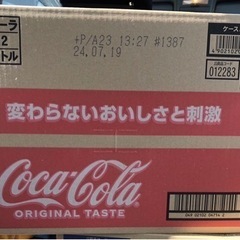 ーラ
2
トル
+P/A23 13:27 #1387
24.07.19
ケース
012283
変わらないおいしさと刺激
Coca-Cola
ORIGINAL TASTE